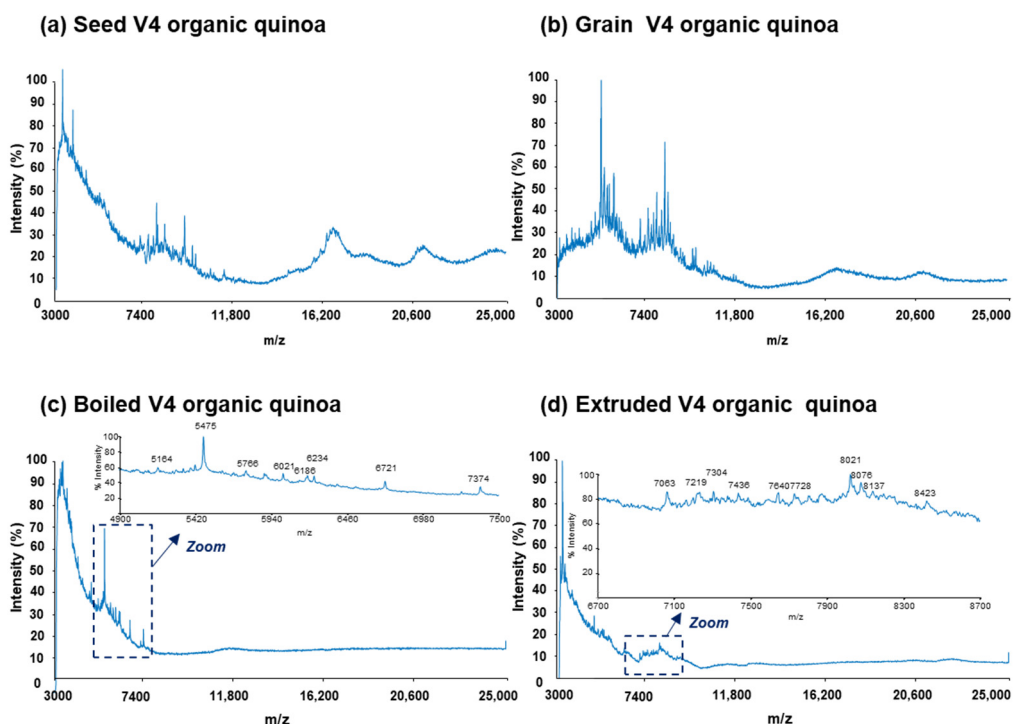 (a) Seed V4 organic quinoa
(b) Grain V4 organic quinoa
Intensity (%)
100
90
80
70
60
50
40
30
20
10
0
3000 7400 11,800 16,200 20,600 25,000
m/z
Intensity (%)
100
90
80
70
60
50
40
30
20
10
0
3000 7400 11,800 16,200 20,600 25,000
m/z
(c) Boiled V4 organic quinoa
(d) Extruded V4 organic quinoa
Intensity (%)
100
90
80
70
60
50
40
30
20
10
0
3000 7400 11,800 16,200 20,600 25,000
m/z
% Intensity
100
80
60
40
20
4900 5420 5940 6460 6980 7500
m/z
5164 5475 5766 6021 6186 6234 6721 7374
Zoom
Intensity (%)
100
90
80
70
60
50
40
30
20
10
0
3000 7400 11,800 16,200 20,600 25,000
m/z
% Intensity
100
80
60
40
20
6700 7100 7500 7900 8300 8700
m/z
7063 7219 7304 7436 7640 7728 8021 8076 8137 8423
Zoom